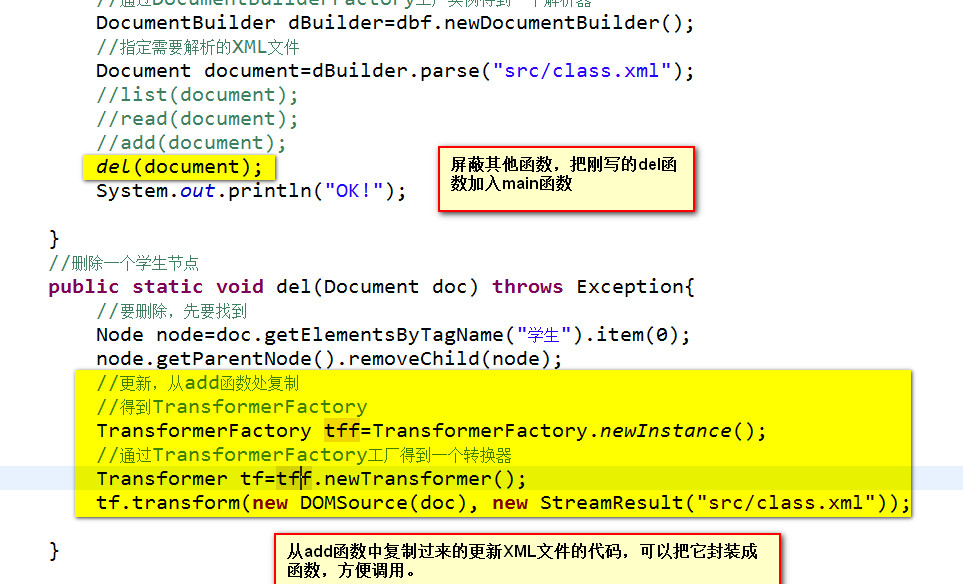 //通过DocumentBuilderFactory工厂实例得到一个解析器
DocumentBuilder dBuilder=dbf.newDocumentBuilder();
//指定需要解析的XML文件
Document document=dBuilder.parse("src/class.xml");
//list(document);
//read(document);
//add(document);
del(document);
System.out.println("OK!");
屏蔽其他函数，把刚写的del函
数加入main函数
}
//删除一个学生节点
public static void del(Document doc) throws Exception{
//要删除，先要找到
Node node=doc.getElementsByTagName("学生").item(0);
node.getParentNode().removeChild(node);
//更新，从add函数处复制
//得到TransformerFactory
TransformerFactory tff=TransformerFactory.newInstance();
//通过TransformerFactory工厂得到一个转换器
Transformer tf=tff.newTransformer();
tf.transform(new DOMSource(doc), new StreamResult("src/class.xml"));
}
从add函数中复制过来的更新XML文件的代码，可以把它封装成
函数，方便调用。